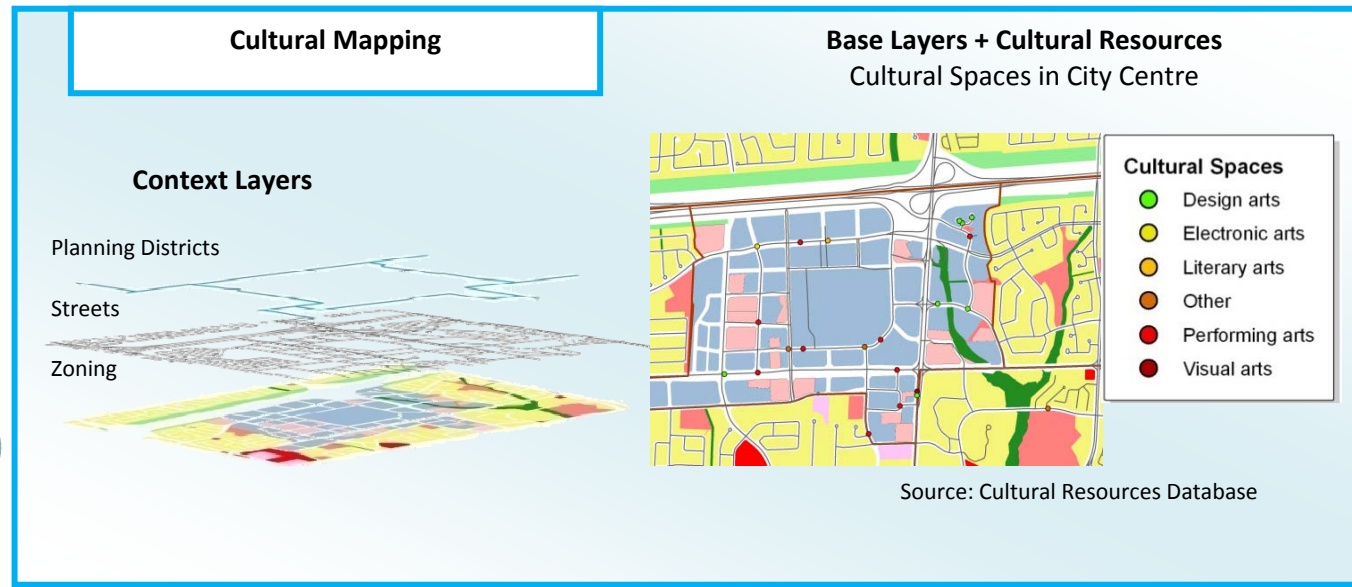 Cultural Mapping
Context Layers
Planning Districts
Streets
Zoning
Base Layers + Cultural Resources
Cultural Spaces in City Centre
Cultural Spaces
Design arts
Electronic arts
Literary arts
Other
Performing arts
Visual arts
Source: Cultural Resources Database